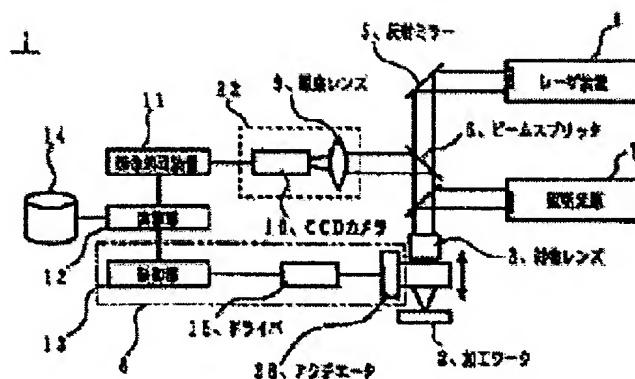 1
5、反射ミラー
4
レーザ装置
9、結像レンズ
22
11
14
6、ビームスプリッタ
画像処理装置
7
照明光源
10、CCDカメラ
12
3、対物レンズ
制御部
15、ドライバ
13
8
20、アクチエータ
2、加工ワーク